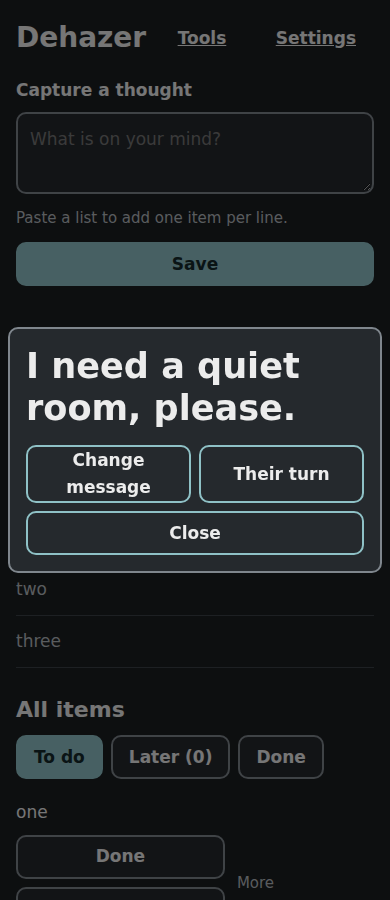 Dehazer Tools Settings
Capture a thought
What is on your mind?
Paste a list to add one item per line.
Save
I need a quiet
room, please.
Change
message
Their turn
Close
two
three
All items
To do Later (0) Done
one
Done
More